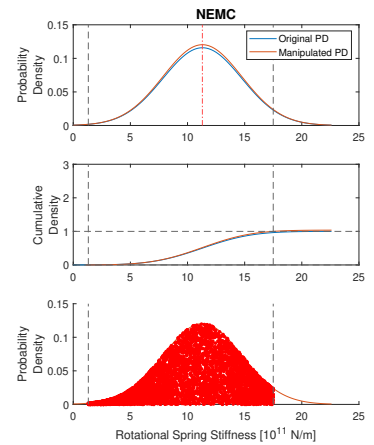 NEMC
0.15
0.1
0.05
0
Probability
Density
Original PD
Manipulated PD
0 5 10 15 20 25
3
2
1
0
Cumulative
Density
0 5 10 15 20 25
0.15
0.1
0.05
0
Probability
Density
0 5 10 15 20 25
Rotational Spring Stiffness [10^11 N/m]